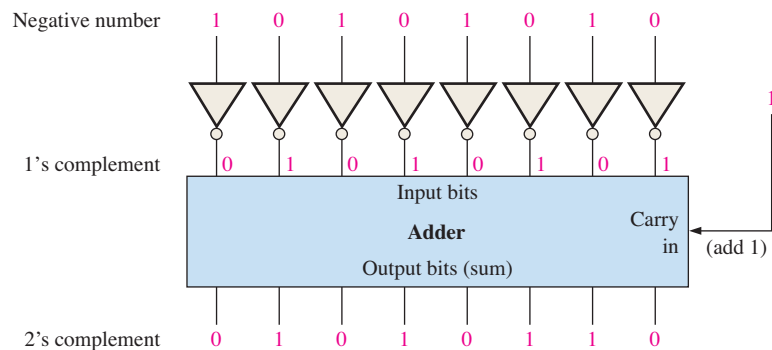 Negative number 1 0 1 0 1 0 1 0
1
1's complement 0 1 0 1 0 1 0 1
Input bits
Carry
in
Adder
(add 1)
Output bits (sum)
2's complement 0 1 0 1 0 1 1 0